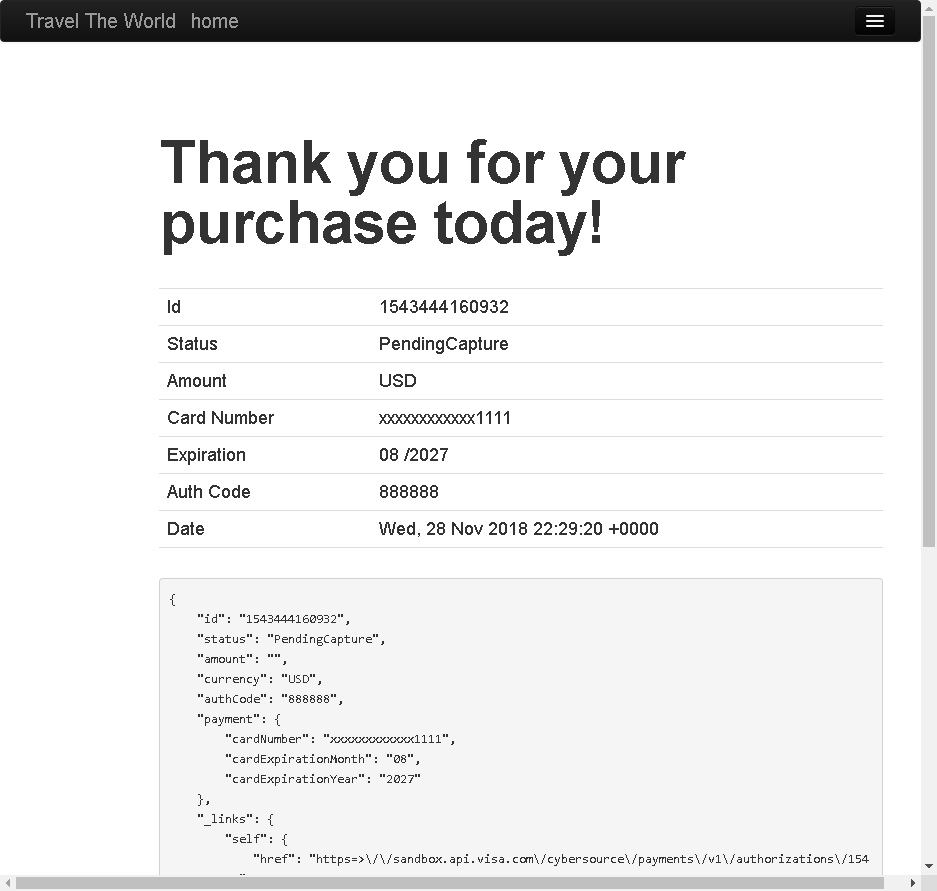 Travel The World home
Thank you for your
purchase today!
Id 1543444160932
Status PendingCapture
Amount USD
Card Number xxxxxxxxxxxx1111
Expiration 08 /2027
Auth Code 888888
Date Wed, 28 Nov 2018 22:29:20 +0000
{
"id": "1543444160932",
"status": "PendingCapture",
"amount": "",
"currency": "USD",
"authCode": "888888",
"payment": {
"cardNumber": "xxxxxxxxxxxx1111",
"cardExpirationMonth": "08",
"cardExpirationYear": "2027"
},
"_links": {
"self": {
"href": "https=>\/\/sandbox.api.visa.com\/cybersource\/payments\/v1\/authorizations\/154